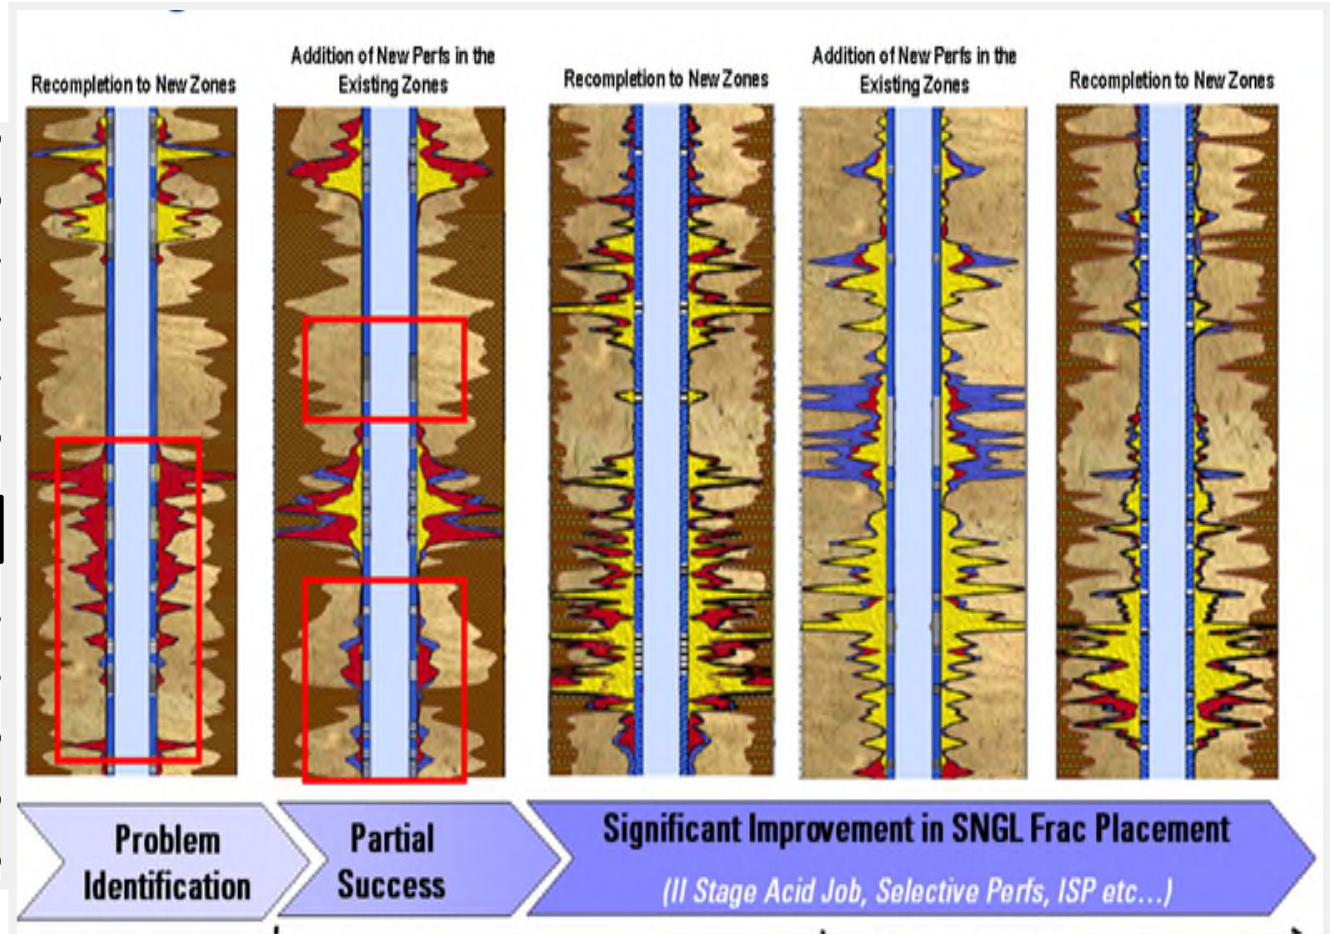 Recompletion to New Zones
Addition of New Perfs in the
Existing Zones
Recompletion to New Zones
Addition of New Perfs in the
Existing Zones
Recompletion to New Zones
Problem
Identification
Partial
Success
Significant Improvement in SNGL Frac Placement
(II Stage Acid Job, Selective Perfs, ISP etc...)